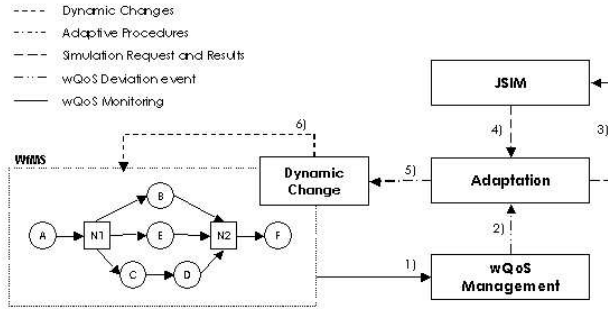 Dynamic Changes
Adaptive Procedures
Simulation Request and Results
wQoS Deviation event
wQoS Monitoring
JSIM
6)
4)
3)
WfMS
Dynamic
Change
5)
Adaptation
B
A
N1
E
N2
F
2)
C
D
1)
wQoS
Management